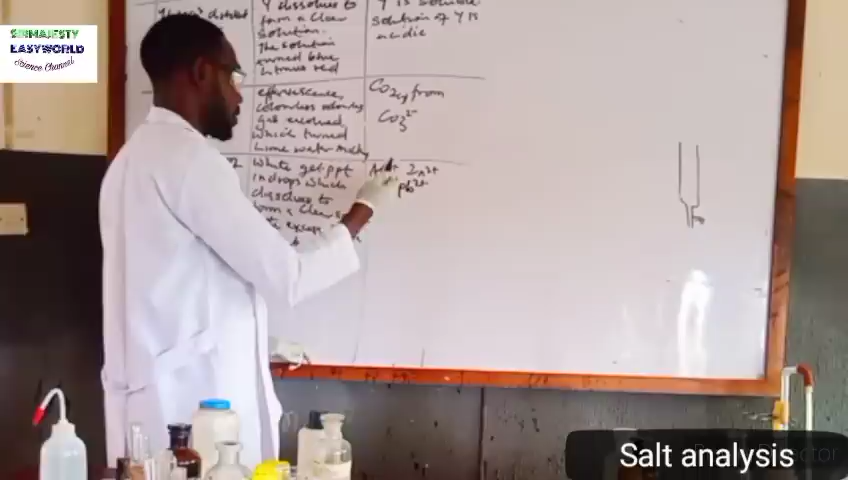 SIRMAJESTY
EASYWORLD
Science Channel
distilled
Y dissolves to
form a clear
solution.
The solution
turned blue
litmus red
Y is soluble
solution of Y is
acidic
effervescence,
colourless odourless
gas evolved
which turned
lime water milky
CO2(g) from
CO3 2-
White gel ppt
in drops which
dissolves to
form a clear
Zn2+
Pb2+
Salt analysis